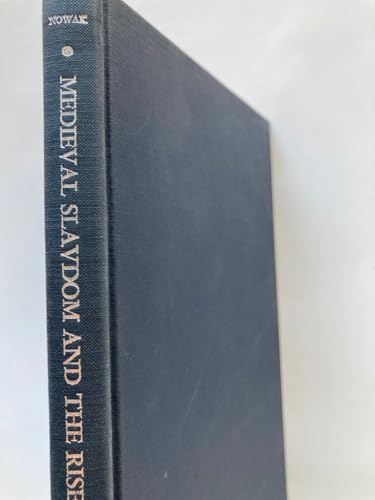 NOWAK
MEDIEVAL SLAVDOM AND THE RISE